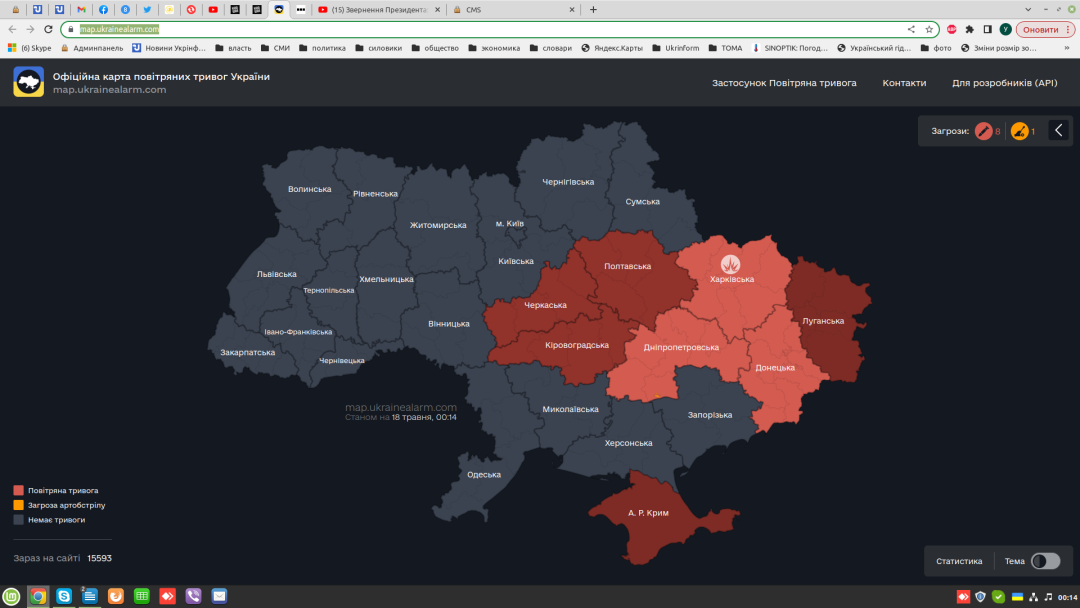 (15) Звернення Президента
CMS
map.ukrainealarm.com
Оновити
(6) Skype
Админпанель
Новини Укрінф...
власть
СМИ
политика
силовики
общество
экономика
словари
Яндекс.Карты
Ukrinform
ТОМА
SINOPTIK: Погод...
Український гід...
фото
Зміни розмір зо...
»
Офіційна карта повітряних тривог України
map.ukrainealarm.com
Застосунок Повітряна тривога
Контакти
Для розробників (API)
Загрози:
8
1
Чернігівська
Волинська
Рівненська
Сумська
Житомирська
м. Київ
Київська
Полтавська
Львівська
Хмельницька
Харківська
Тернопільська
Черкаська
Вінницька
Луганська
Івано-Франківська
Кіровоградська
Дніпропетровська
Закарпатська
Чернівецька
Донецька
map.ukrainealarm.com
Станом на 18 травня, 00:14
Миколаївська
Запорізька
Херсонська
Одеська
А. Р. Крим
Повітряна тривога
Загроза артобстрілу
Немає тривоги
Зараз на сайті 15593
Статистика
Тема
00:14